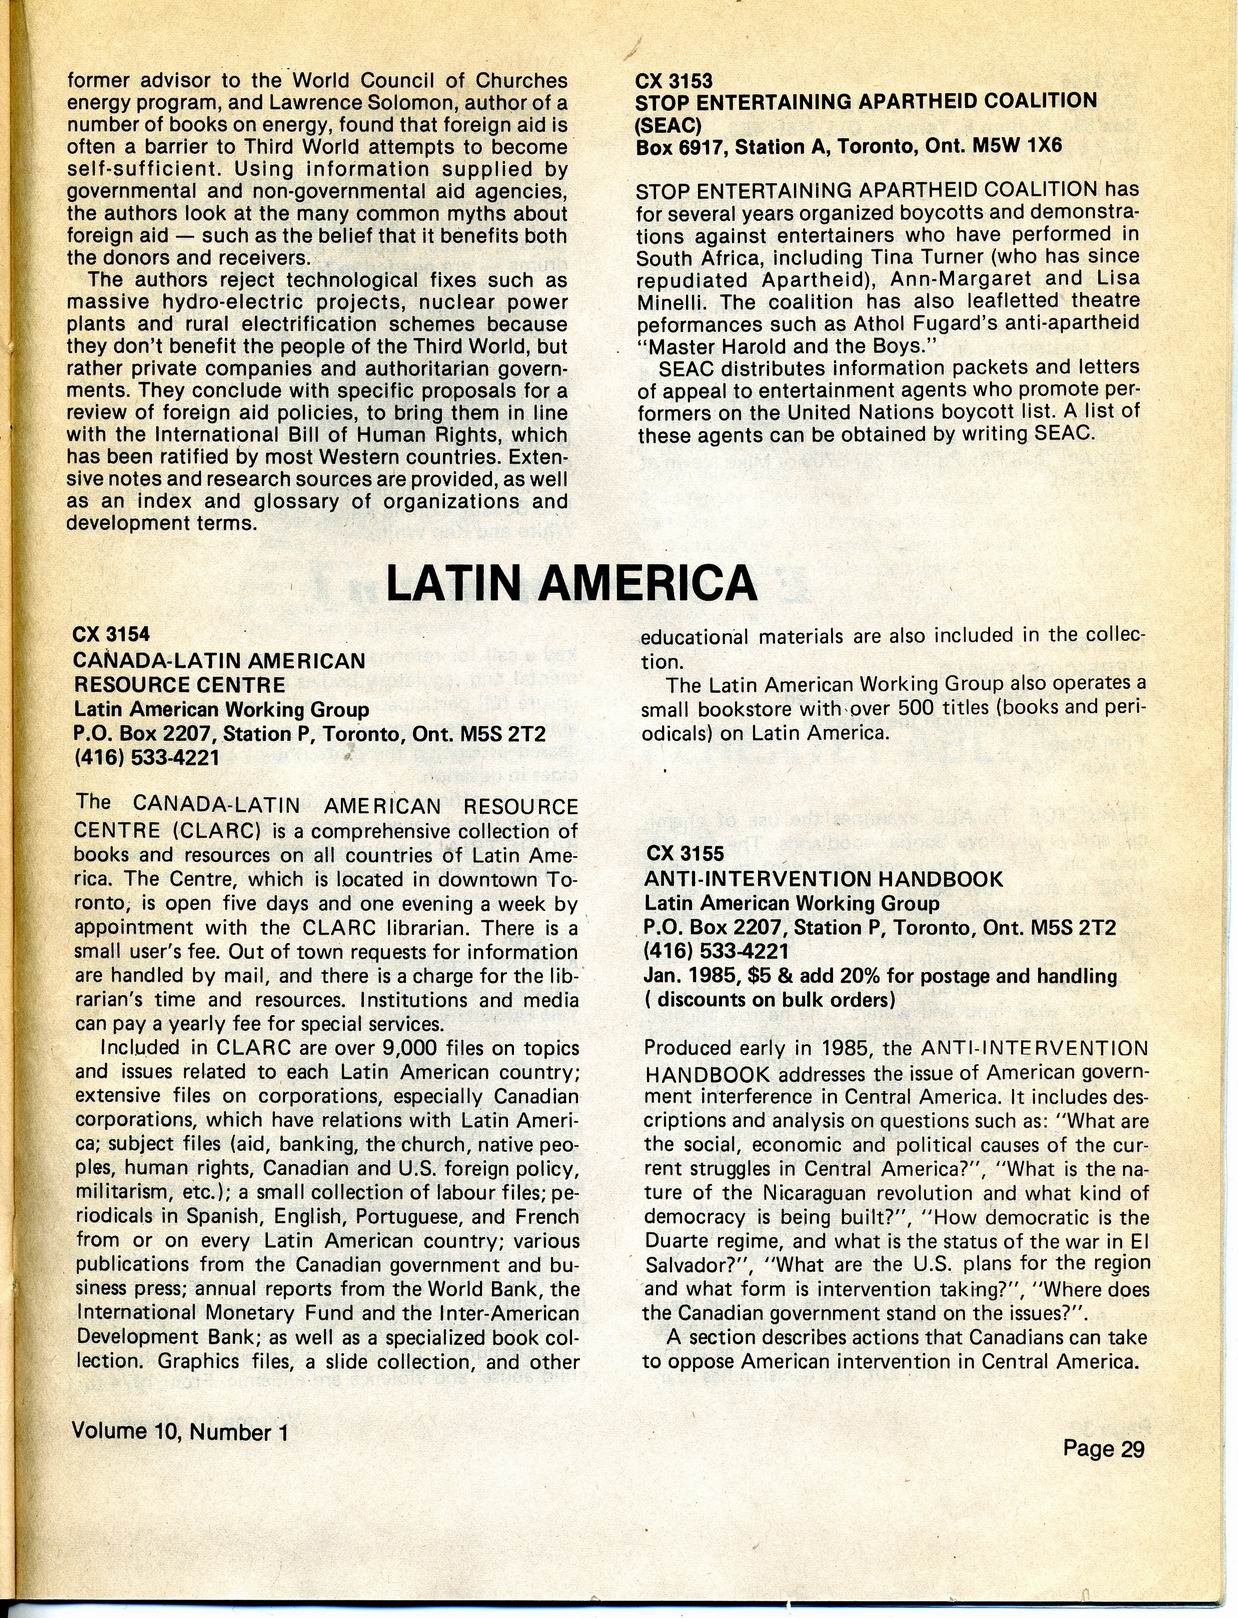 former advisor to the World Council of Churches
energy program, and Lawrence Solomon, author of a
number of books on energy, found that foreign aid is
often a barrier to Third World attempts to become
self-sufficient. Using information supplied by
governmental and non-governmental aid agencies,
the authors look at the many common myths about
foreign aid — such as the belief that it benefits both
the donors and receivers.
The authors reject technological fixes such as
massive hydro-electric projects, nuclear power
plants and rural electrification schemes because
they don't benefit the people of the Third World, but
rather private companies and authoritarian govern-
ments. They conclude with specific proposals for a
review of foreign aid policies, to bring them in line
with the International Bill of Human Rights, which
has been ratified by most Western countries. Exten-
sive notes and research sources are provided, as well
as an index and glossary of organizations and
development terms.
CX 3153
STOP ENTERTAINING APARTHEID COALITION
(SEAC)
Box 6917, Station A, Toronto, Ont. M5W 1X6
STOP ENTERTAINING APARTHEID COALITION has
for several years organized boycotts and demonstra-
tions against entertainers who have performed in
South Africa, including Tina Turner (who has since
repudiated Apartheid), Ann-Margaret and Lisa
Minelli. The coalition has also leafletted theatre
peformances such as Athol Fugard's anti-apartheid
"Master Harold and the Boys."
SEAC distributes information packets and letters
of appeal to entertainment agents who promote per-
formers on the United Nations boycott list. A list of
these agents can be obtained by writing SEAC.
LATIN AMERICA
CX 3154
CANADA-LATIN AMERICAN
RESOURCE CENTRE
Latin American Working Group
P.O. Box 2207, Station P, Toronto, Ont. M5S 2T2
(416) 533-4221
The CANADA-LATIN AMERICAN RESOURCE
CENTRE (CLARC) is a comprehensive collection of
books and resources on all countries of Latin Ame-
rica. The Centre, which is located in downtown To-
ronto, is open five days and one evening a week by
appointment with the CLARC librarian. There is a
small user's fee. Out of town requests for information
are handled by mail, and there is a charge for the lib-
rarian's time and resources. Institutions and media
can pay a yearly fee for special services.
Included in CLARC are over 9,000 files on topics
and issues related to each Latin American country;
extensive files on corporations, especially Canadian
corporations, which have relations with Latin Ameri-
ca; subject files (aid, banking, the church, native peo-
ples, human rights, Canadian and U.S. foreign policy,
militarism, etc.); a small collection of labour files; pe-
riodicals in Spanish, English, Portuguese, and French
from or on every Latin American country; various
publications from the Canadian government and bu-
siness press; annual reports from the World Bank, the
International Monetary Fund and the Inter-American
Development Bank; as well as a specialized book col-
lection. Graphics files, a slide collection, and other
educational materials are also included in the collec-
tion.
The Latin American Working Group also operates a
small bookstore with over 500 titles (books and peri-
odicals) on Latin America.
CX 3155
ANTI-INTERVENTION HANDBOOK
Latin American Working Group
P.O. Box 2207, Station P, Toronto, Ont. M5S 2T2
(416) 533-4221
Jan. 1985, $5 & add 20% for postage and handling
( discounts on bulk orders)
Produced early in 1985, the ANTI-INTERVENTION
HANDBOOK addresses the issue of American govern-
ment interference in Central America. It includes des-
criptions and analysis on questions such as: "What are
the social, economic and political causes of the cur-
rent struggles in Central America?", "What is the na-
ture of the Nicaraguan revolution and what kind of
democracy is being built?", "How democratic is the
Duarte regime, and what is the status of the war in El
Salvador?", "What are the U.S. plans for the region
and what form is intervention taking?", "Where does
the Canadian government stand on the issues?".
A section describes actions that Canadians can take
to oppose American intervention in Central America.
Volume 10, Number 1
Page 29